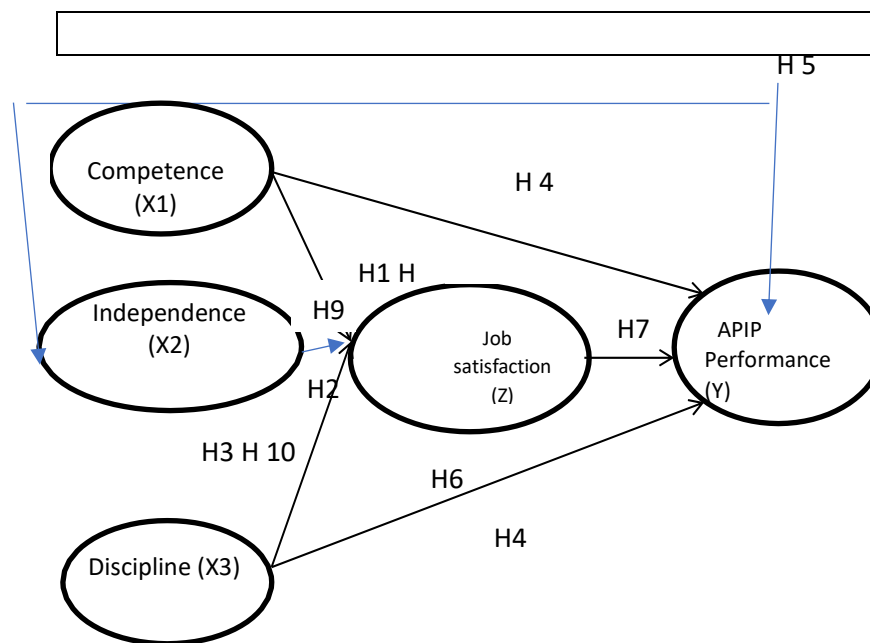 H 5
Competence
(X1)
H 4
H1 H
Independence
(X2)
H9
Job
satisfaction
(Z)
H7
APIP
Performance
(Y)
H2
H3 H 10
H6
H4
Discipline (X3)